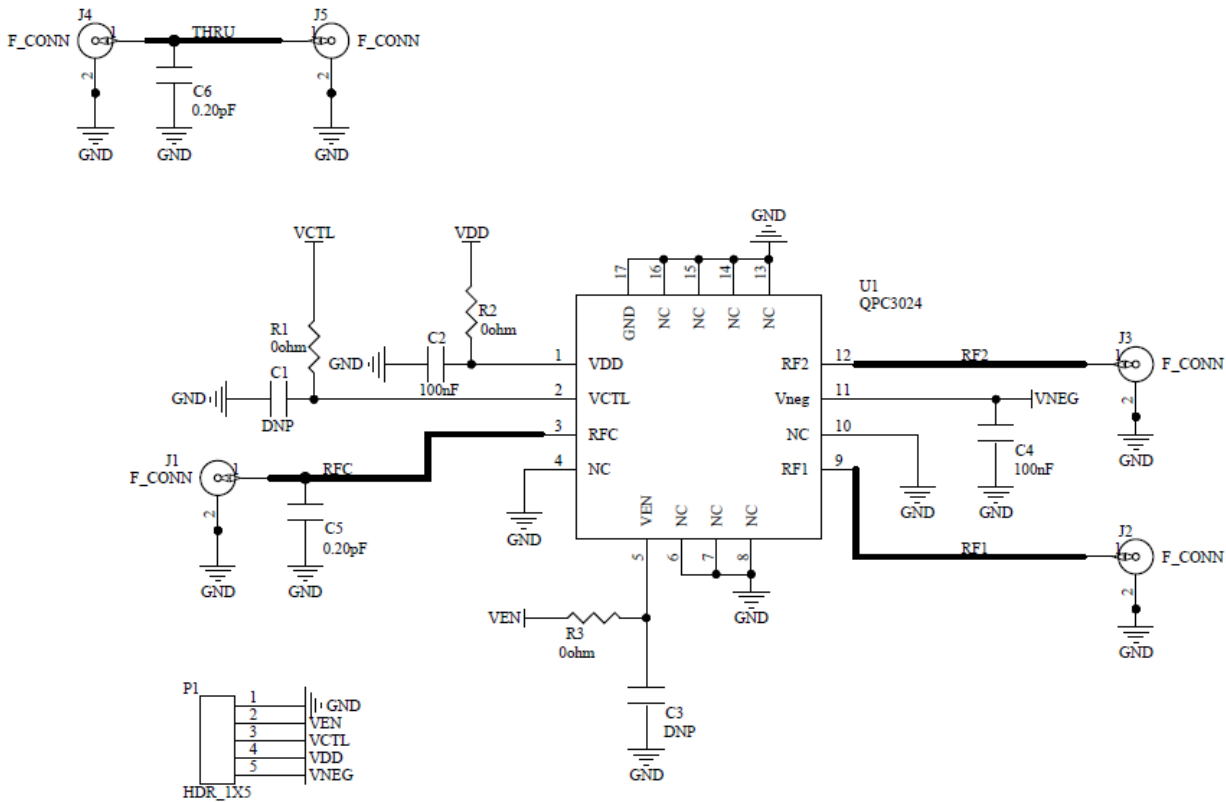 J4
J5
F_CONN
1
THRU
1
F_CONN
2
C6
0.20pF
2
GND
GND
GND
VCTL
VDD
GND
17
16
15
14
13
GND
NC
NC
NC
NC
U1
QPC3024
R1
0ohm
R2
0ohm
C2
GND
100nF
C1
GND
DNP
1
VDD
2
VCTL
3
RFC
4
NC
GND
RF2
12
RF2
Vneg
11
VNEG
NC
10
RF1
9
RF1
J3
1
F_CONN
2
GND
C4
100nF
GND
GND
J2
1
F_CONN
2
GND
J1
F_CONN
1
RFC
2
C5
0.20pF
GND
GND
VEN
NC
NC
NC
5
6
7
8
GND
VEN
R3
0ohm
C3
DNP
GND
P1
1
GND
2
VEN
3
VCTL
4
VDD
5
VNEG
HDR_1X5